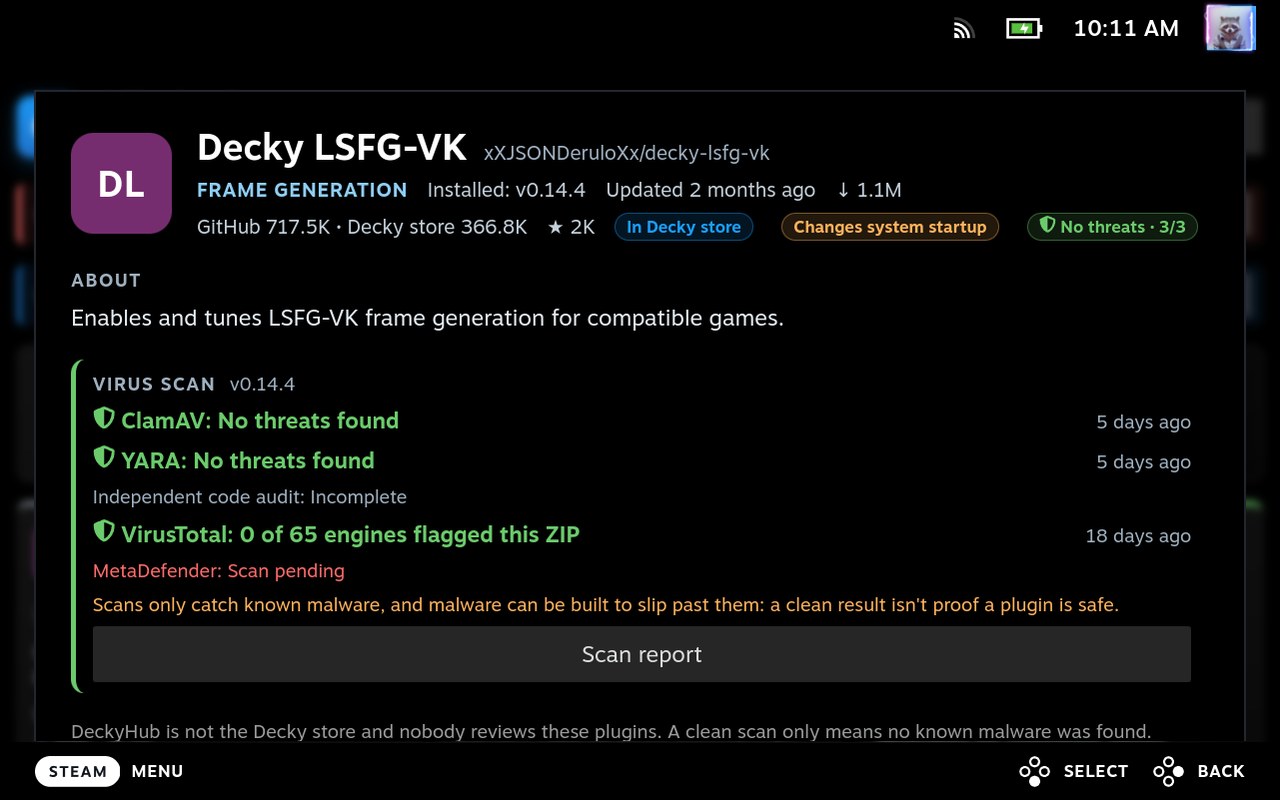 10:11 AM
DL
Decky LSFG-VK xXJSONDeruloXx/decky-lsfg-vk
FRAME GENERATION Installed: v0.14.4 Updated 2 months ago ↓ 1.1M
GitHub 717.5K · Decky store 366.8K ★ 2K In Decky store Changes system startup No threats · 3/3
ABOUT
Enables and tunes LSFG-VK frame generation for compatible games.
VIRUS SCAN v0.14.4
ClamAV: No threats found 5 days ago
YARA: No threats found 5 days ago
Independent code audit: Incomplete
VirusTotal: 0 of 65 engines flagged this ZIP 18 days ago
MetaDefender: Scan pending
Scans only catch known malware, and malware can be built to slip past them: a clean result isn't proof a plugin is safe.
Scan report
DeckyHub is not the Decky store and nobody reviews these plugins. A clean scan only means no known malware was found.
STEAM MENU SELECT BACK